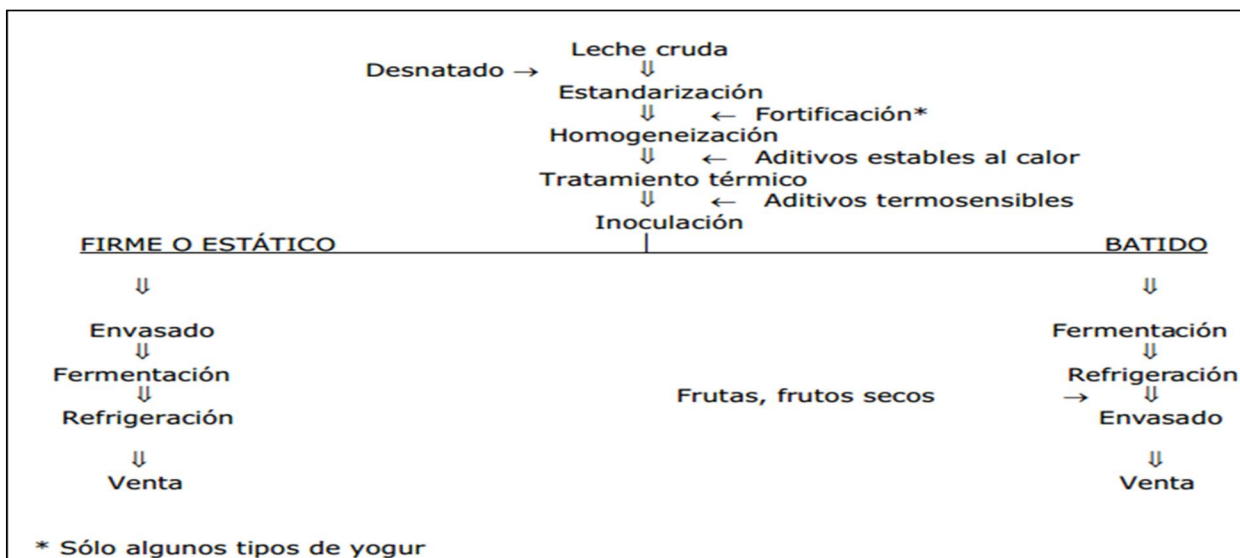 Leche cruda
Desnatado → ⇓
Estandarización
⇓ ← Fortificación*
Homogeneización
⇓ ← Aditivos estables al calor
Tratamiento térmico
⇓ ← Aditivos termosensibles
Inoculación
FIRME O ESTÁTICO | BATIDO
⇓ ⇓
Envasado Fermentación
⇓ ⇓
Fermentación Refrigeración
⇓ Frutas, frutos secos → ⇓
Refrigeración Envasado
⇓ ⇓
Venta Venta
* Sólo algunos tipos de yogur